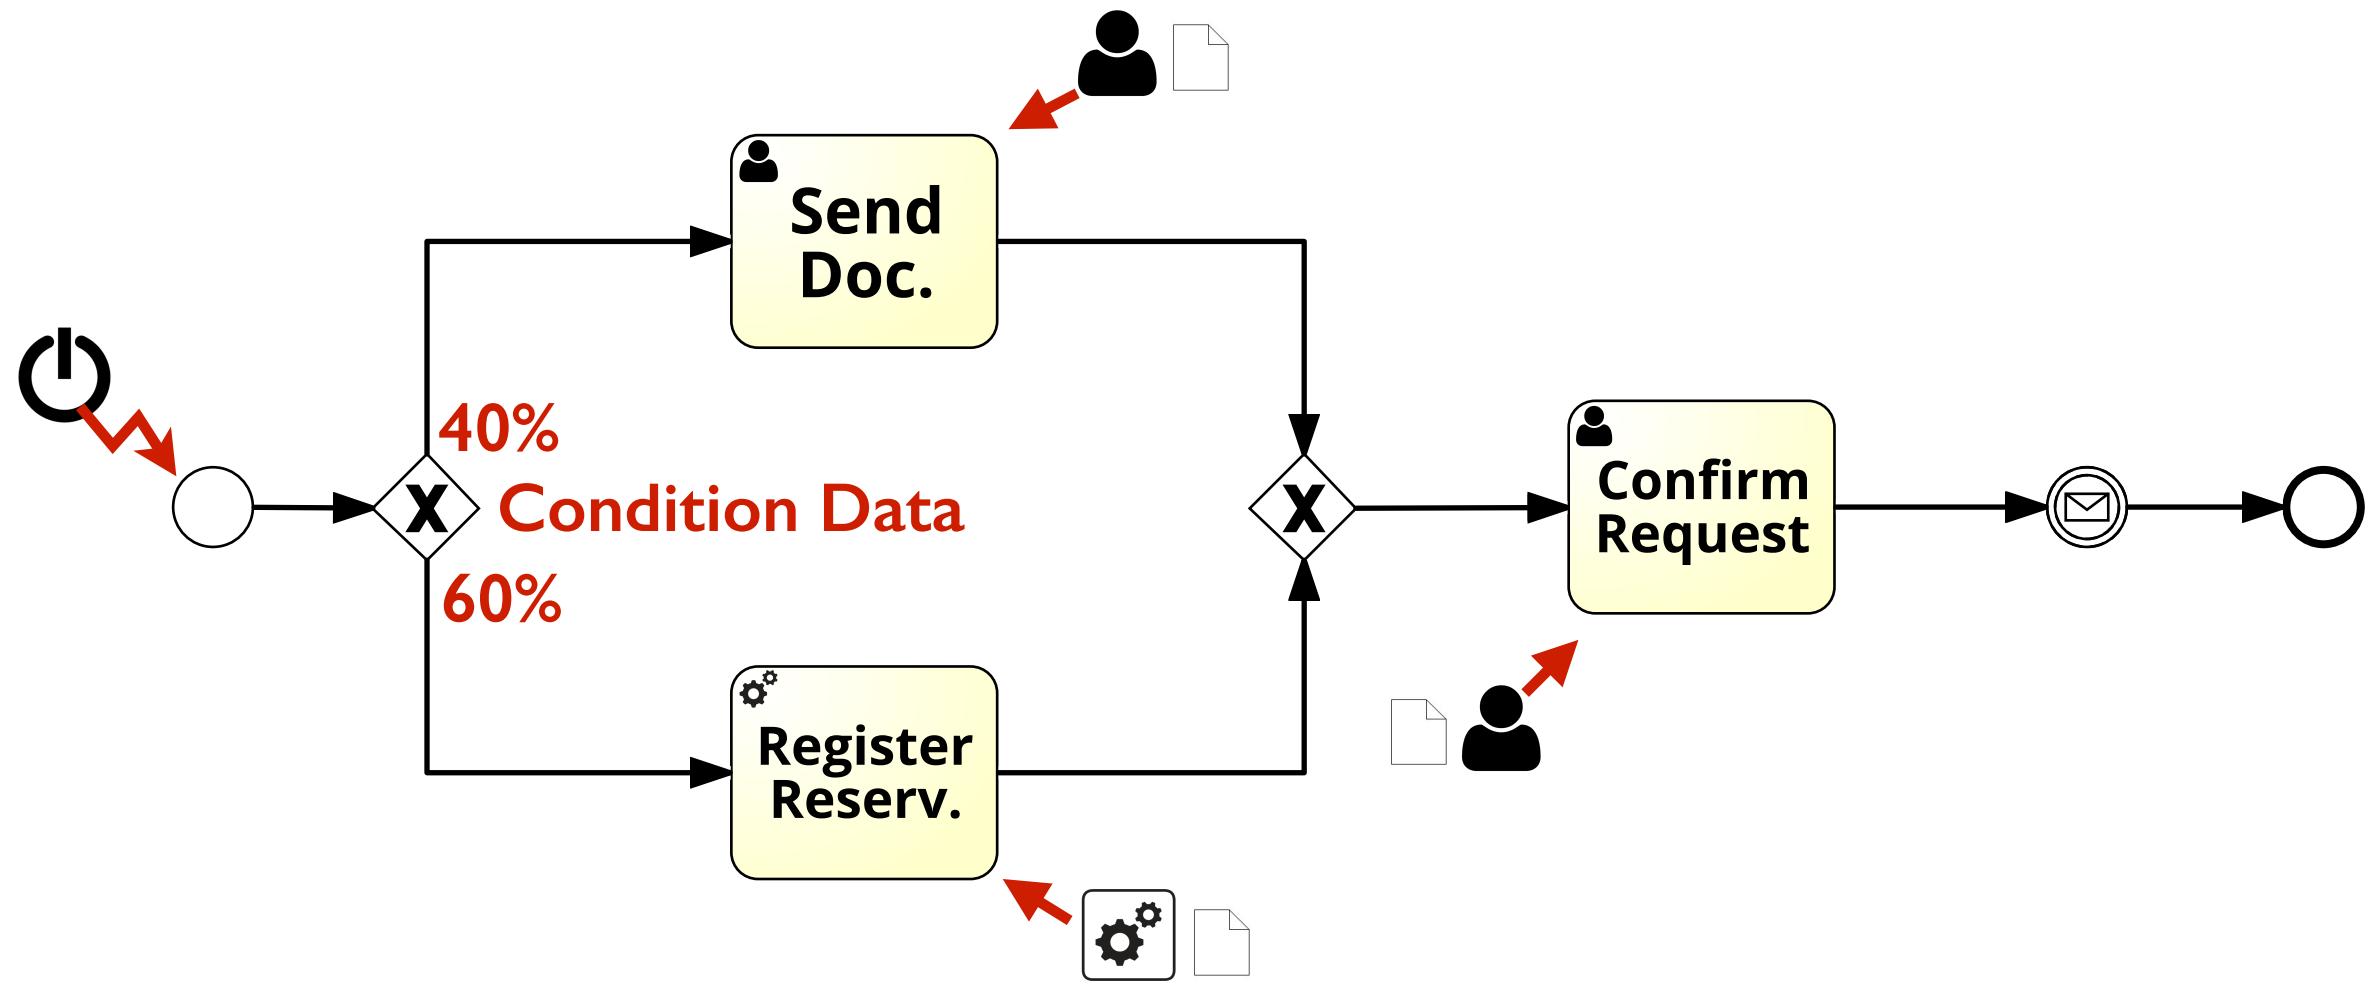 Send
Doc.
40%
X
Condition Data
X
60%
Confirm
Request
Register
Reserv.